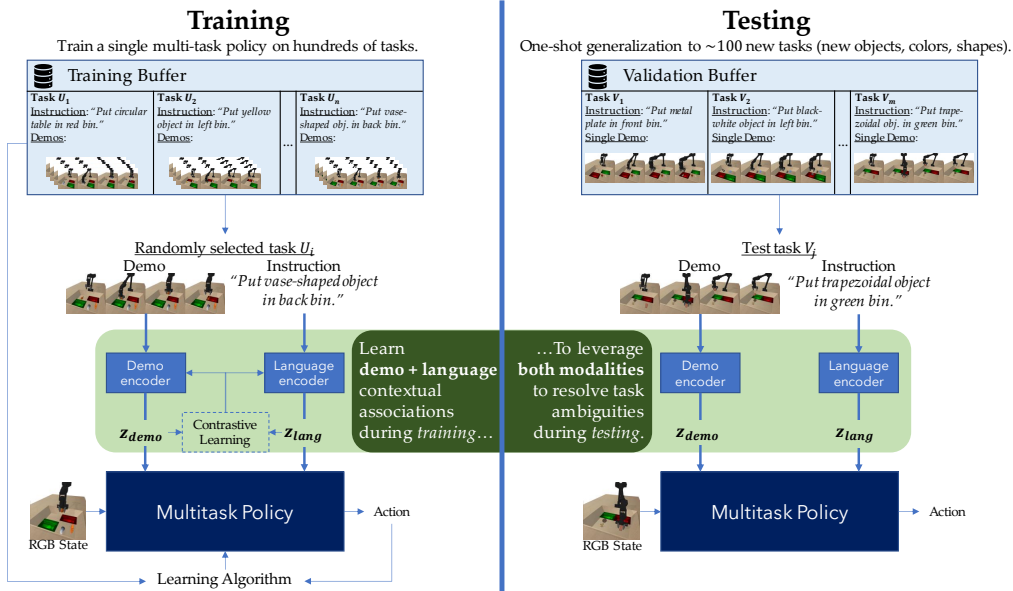 Training
Train a single multi-task policy on hundreds of tasks.
Training Buffer
Task U₁
Instruction: “Put circular
table in red bin.”
Demos:
Task U₂
Instruction: “Put yellow
object in left bin.”
Demos:
...
Task Uₙ
Instruction: “Put vase-
shaped obj. in back bin.”
Demos:
Randomly selected task Uᵢ
Demo
Instruction
“Put vase-shaped object
in back bin.”
Demo
encoder
Language
encoder
Contrastive
Learning
z_demo
z_lang
Learn
demo + language
contextual
associations
during training…
Multitask Policy
RGB State
Action
Learning Algorithm
Testing
One-shot generalization to ~100 new tasks (new objects, colors, shapes).
Validation Buffer
Task V₁
Instruction: “Put metal
plate in front bin.”
Single Demo:
Task V₂
Instruction: “Put black-
white object in left bin.”
Single Demo:
...
Task Vₘ
Instruction: “Put trape-
zoidal obj. in green bin.”
Single Demo:
Test task Vⱼ
Demo
Instruction
“Put trapezoidal object
in green bin.”
…To leverage
both modalities
to resolve task
ambiguities
during testing.
Demo
encoder
Language
encoder
z_demo
z_lang
Multitask Policy
RGB State
Action